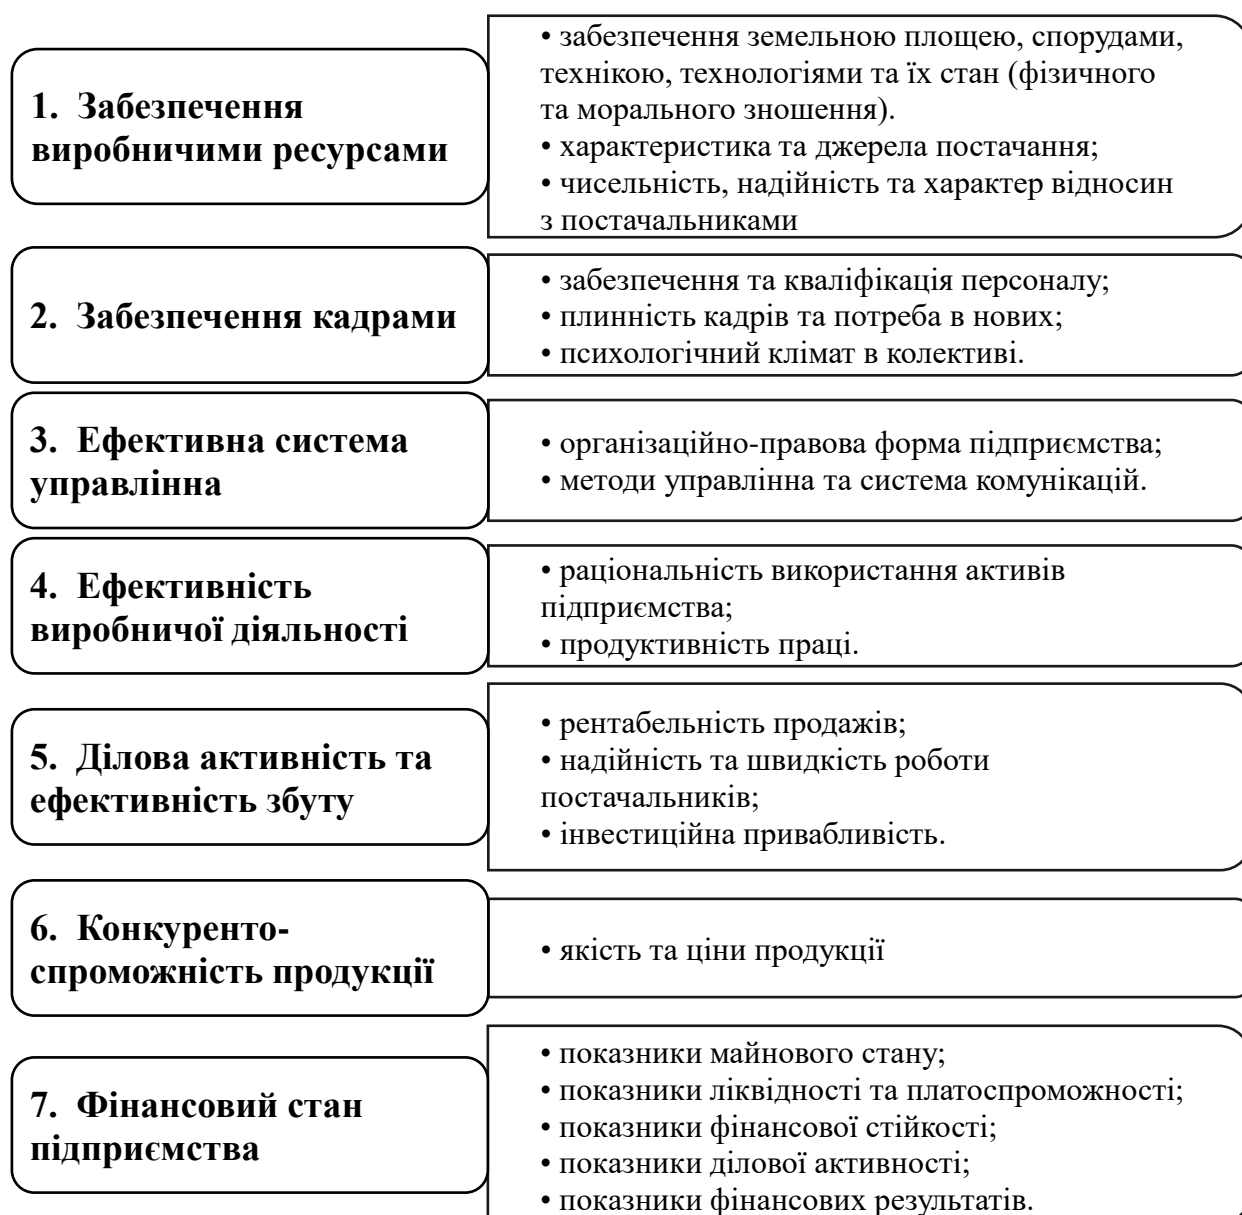 1. Забезпечення
виробничими ресурсами
• забезпечення земельною площею, спорудами,
технікою, технологіями та їх стан (фізичного
та морального зношення).
• характеристика та джерела постачання;
• чисельність, надійність та характер відносин
з постачальниками
2. Забезпечення кадрами
• забезпечення та кваліфікація персоналу;
• плинність кадрів та потреба в нових;
• психологічний клімат в колективі.
3. Ефективна система
управлінна
• організаційно-правова форма підприємства;
• методи управлінна та система комунікацій.
4. Ефективність
виробничої діяльності
• раціональність використання активів
підприємства;
• продуктивність праці.
5. Ділова активність та
ефективність збуту
• рентабельність продажів;
• надійність та швидкість роботи
постачальників;
• інвестиційна привабливість.
6. Конкуренто-
спроможність продукції
• якість та ціни продукції
7. Фінансовий стан
підприємства
• показники майнового стану;
• показники ліквідності та платоспроможності;
• показники фінансової стійкості;
• показники ділової активності;
• показники фінансових результатів.